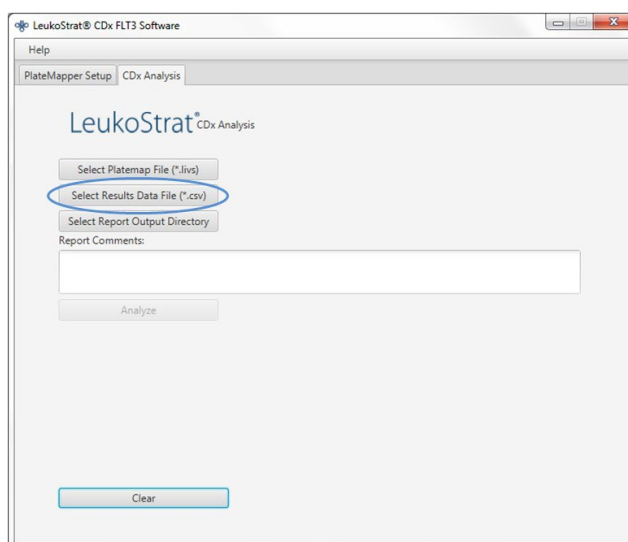 LeukoStrat® CDx FLT3 Software
Help
PlateMapper Setup CDx Analysis
LeukoStrat® CDx Analysis
Select Platemap File (*.livs)
Select Results Data File (*.csv)
Select Report Output Directory
Report Comments:
Analyze
Clear